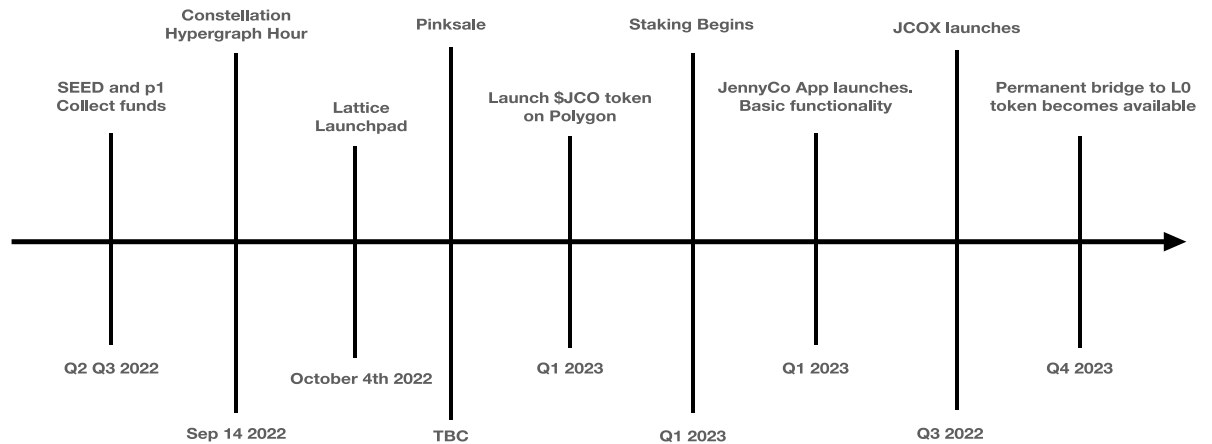 Constellation
Hypergraph Hour
Pinksale
Staking Begins
JCOX launches
SEED and p1
Collect funds
Lattice
Launchpad
Launch $JCO token
on Polygon
JennyCo App launches.
Basic functionality
Permanent bridge to L0
token becomes available
Q2 Q3 2022
October 4th 2022
Q1 2023
Q1 2023
Q4 2023
Sep 14 2022
TBC
Q1 2023
Q3 2022